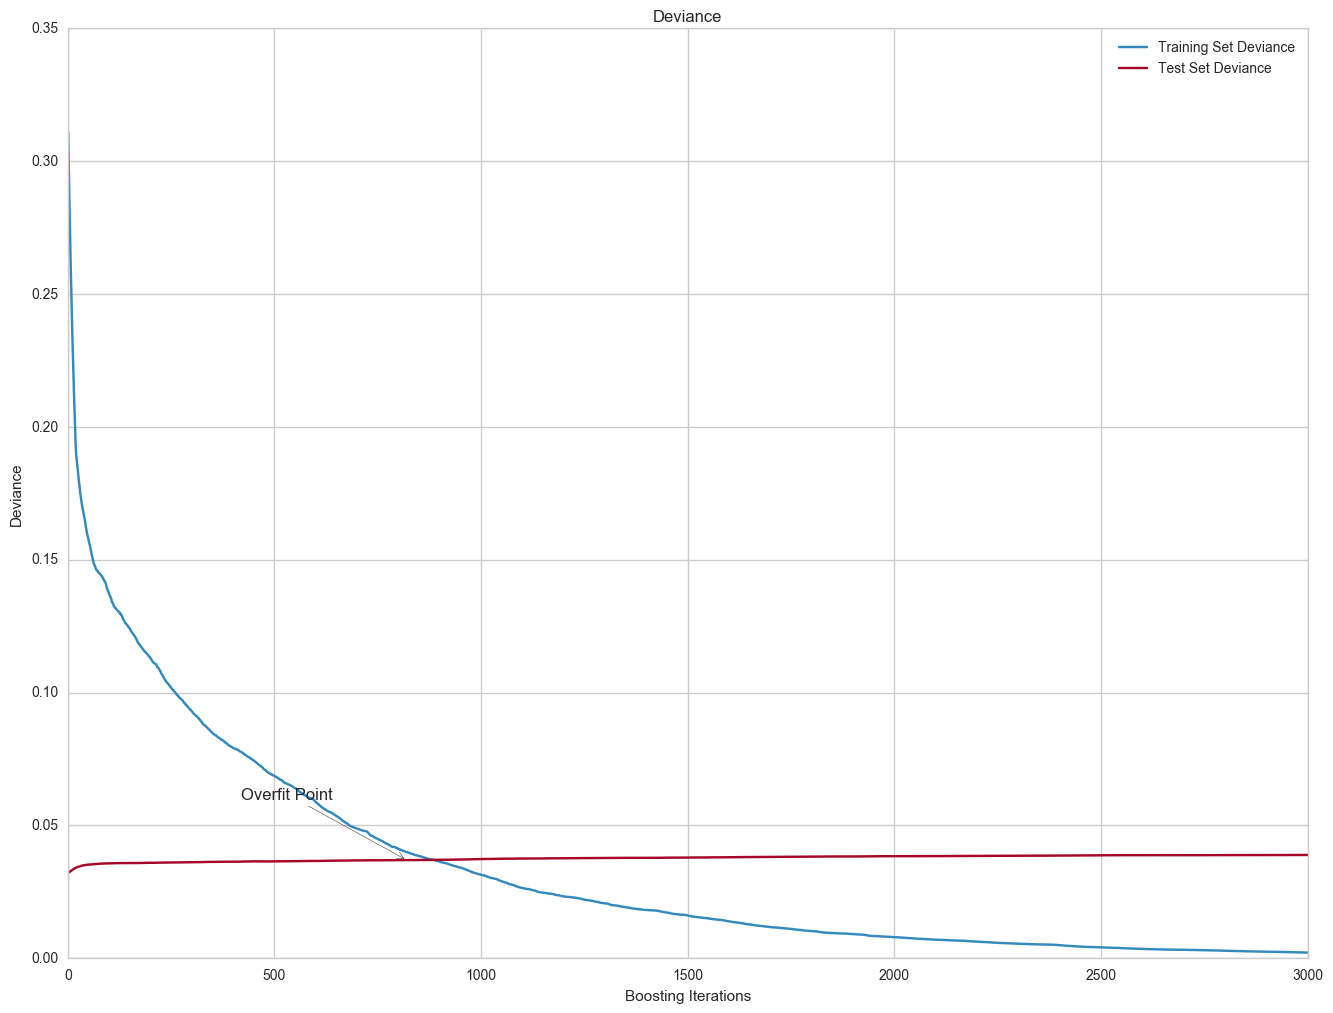 Deviance
0.35
Training Set Deviance
Test Set Deviance
0.30
0.25
0.20
Deviance
0.15
0.10
Overfit Point
0.05
0.00
0 500 1000 1500 2000 2500 3000
Boosting Iterations